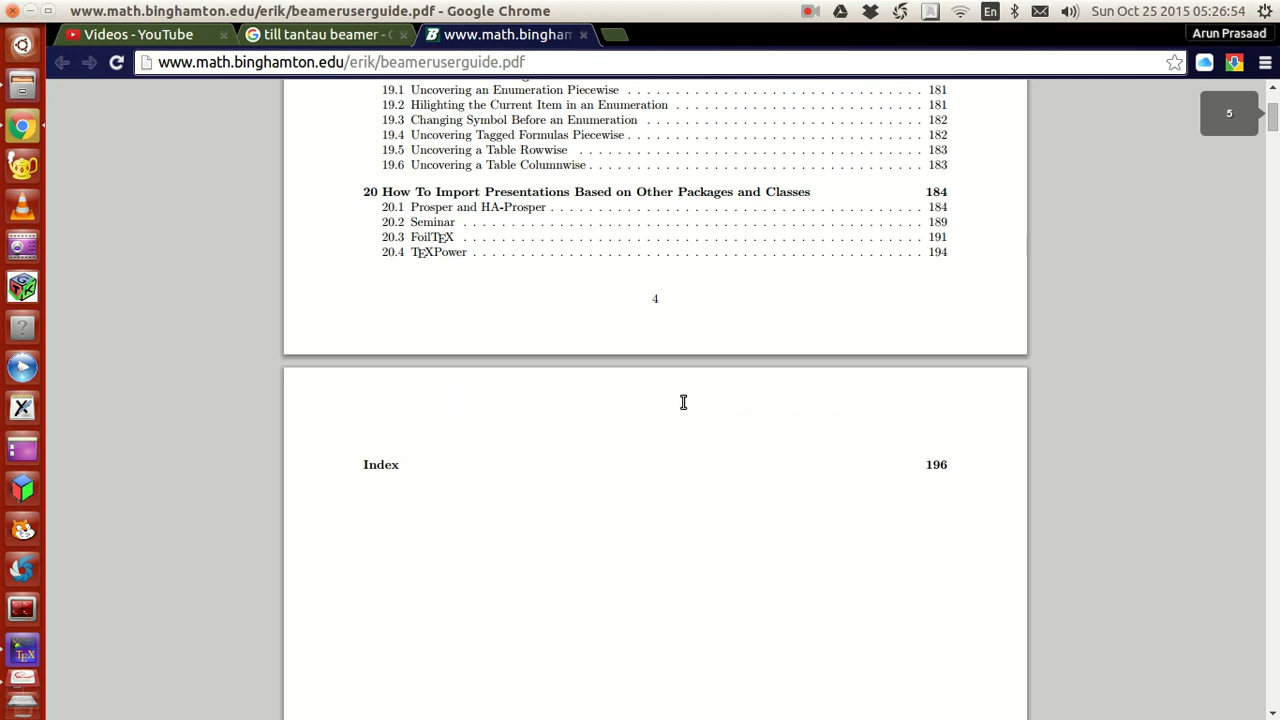 www.math.binghamton.edu/erik/beameruserguide.pdf - Google Chrome
En
Sun Oct 25 2015 05:26:54
Videos - YouTube
till tantau beamer -
www.math.bingham
Arun Prasaad
www.math.binghamton.edu/erik/beameruserguide.pdf
19.1 Uncovering an Enumeration Piecewise . . . . . . . . . . . . . . . . . . . . . . . . . 181
19.2 Hilighting the Current Item in an Enumeration . . . . . . . . . . . . . . . . . . . . . 181
19.3 Changing Symbol Before an Enumeration . . . . . . . . . . . . . . . . . . . . . . . . 182
19.4 Uncovering Tagged Formulas Piecewise . . . . . . . . . . . . . . . . . . . . . . . . . 182
19.5 Uncovering a Table Rowwise . . . . . . . . . . . . . . . . . . . . . . . . . . . . 183
19.6 Uncovering a Table Columnwise . . . . . . . . . . . . . . . . . . . . . . . . . . . . 183
5
20 How To Import Presentations Based on Other Packages and Classes 184
20.1 Prosper and HA-Prosper . . . . . . . . . . . . . . . . . . . . . . . . . . . . . . . 184
20.2 Seminar . . . . . . . . . . . . . . . . . . . . . . . . . . . . . . . . . . . . . . 189
20.3 FoilTEX . . . . . . . . . . . . . . . . . . . . . . . . . . . . . . . . . . . . . . 191
20.4 TEXPower . . . . . . . . . . . . . . . . . . . . . . . . . . . . . . . . . . . . . 194
4
Index 196
TEX